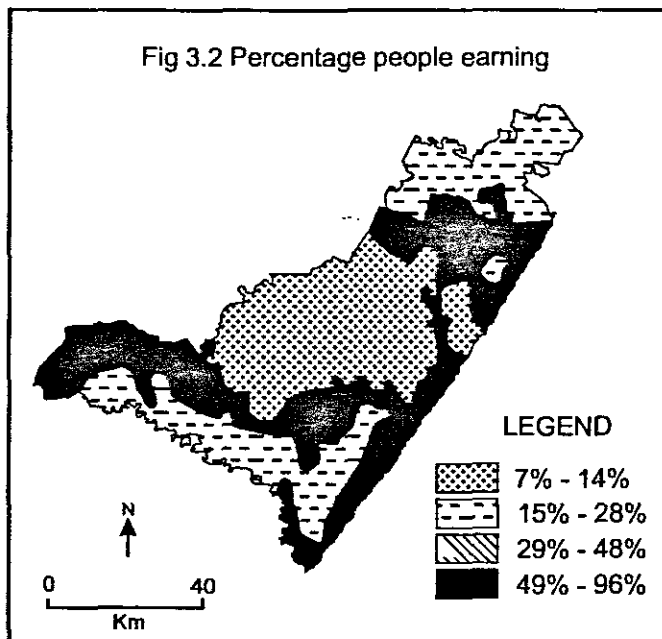 Fig 3.2 Percentage people earning
LEGEND
7% - 14%
15% - 28%
29% - 48%
49% - 96%
N
0 40
Km